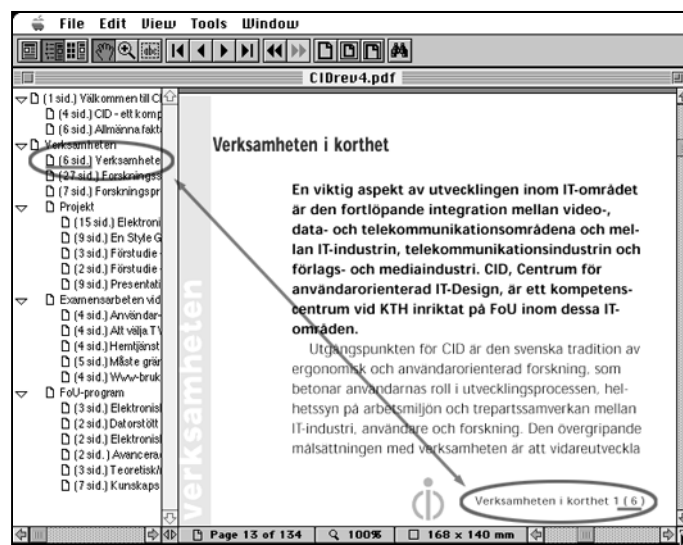 File Edit View Tools Window
CIDrev4.pdf
(1 sid.) Välkommen till C
(4 sid.) CID - ett komp
(6 sid.) Allmänna fakt
Verksamheten
(6 sid.) Verksamhete
(27 sid.) Forsknings
(7 sid.) Forskningspr
Projekt
(15 sid.) Elektroni
(9 sid.) En Style G
(3 sid.) Förstudie -
(2 sid.) Förstudie -
(9 sid.) Presentati
Examensarbeten vid
(4 sid.) Användar-
(4 sid.) Att välja TV
(4 sid.) Hemtjänst
(5 sid.) Måste grän
(4 sid.) Www-bruk
FoU-program
(3 sid.) Elektronisl
(2 sid.) Datorstött
(2 sid.) Elektronisl
(2 sid.) Avancera
(3 sid.) Teoretisk/
(7 sid.) Kunskaps
verksamheten
Verksamheten i korthet
En viktig aspekt av utvecklingen inom IT-området
är den fortlöpande integration mellan video-,
data- och telekommunikationsområdena och mel-
lan IT-industrin, telekommunikationsindustrin och
förlags- och mediaindustri. CID, Centrum för
användarorienterad IT-Design, är ett kompetens-
centrum vid KTH inriktat på FoU inom dessa IT-
områden.
Utgångspunkten för CID är den svenska tradition av
ergonomisk och användarorienterad forskning, som
betonar användarnas roll i utvecklingsprocessen, hel-
hetssyn på arbetsmiljön och trepartssamverkan mellan
IT-industri, användare och forskning. Den övergripande
målsättningen med verksamheten är att vidareutveckla
Verksamheten i korthet 1 ( 6 )
Page 13 of 134 100% 168 x 140 mm